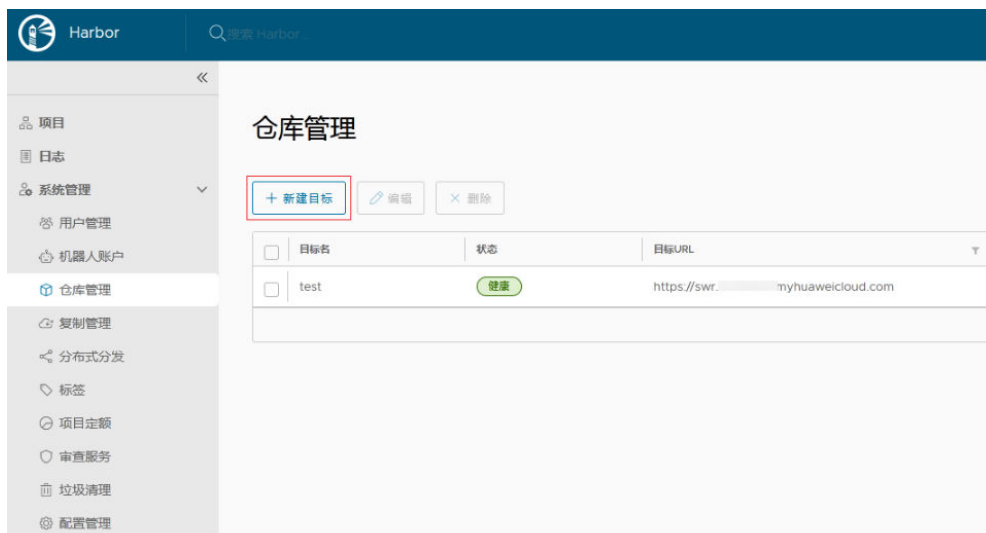 Harbor
搜索 Harbor...
项目
日志
系统管理
用户管理
机器人账户
仓库管理
复制管理
分布式分发
标签
项目定额
审查服务
垃圾清理
配置管理
仓库管理
新建目标
编辑
删除
目标名 状态 目标URL
test 健康 https://swr. myhuaweicloud.com